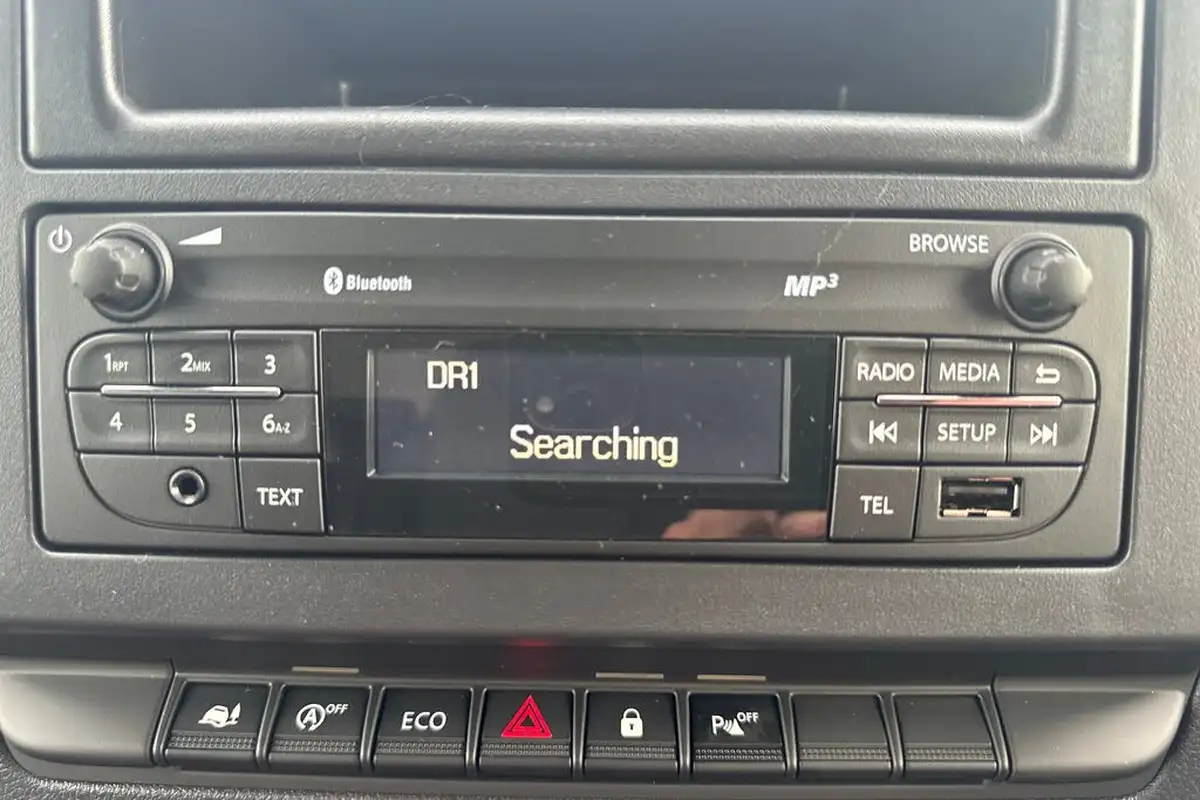 BROWSE
Bluetooth
MP3
1RPT 2MIX 3
DR1
RADIO MEDIA
4 5 6A-Z
Searching
SETUP
TEXT
TEL
A OFF
ECO
P OFF